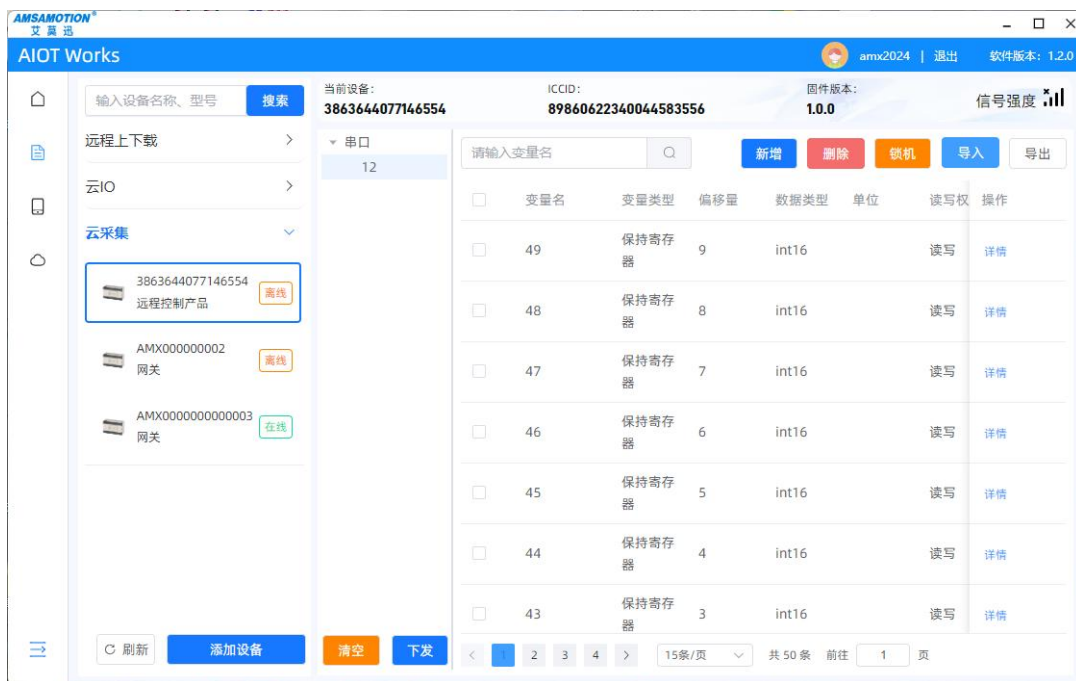 AMSAMOTION®
艾莫迅
AIOT Works
amx2024 | 退出 软件版本: 1.2.0
输入设备名称、型号 搜索
远程上下载
云IO
云采集
3863644077146554
远程控制产品
离线
AMX000000002
网关
离线
AMX0000000000003
网关
在线
刷新 添加设备
当前设备:
3863644077146554
ICCID:
89860622340044583556
固件版本:
1.0.0
信号强度
串口
12
清空 下发
请输入变量名
新增 删除 锁机 导入 导出
变量名 变量类型 偏移量 数据类型 单位 读写权 操作
49 保持寄存 9 int16 读写 详情
器
48 保持寄存 8 int16 读写 详情
器
47 保持寄存 7 int16 读写 详情
器
46 保持寄存 6 int16 读写 详情
器
45 保持寄存 5 int16 读写 详情
器
44 保持寄存 4 int16 读写 详情
器
43 保持寄存 3 int16 读写 详情
器
< 1 2 3 4 > 15条/页 共 50 条 前往 1 页